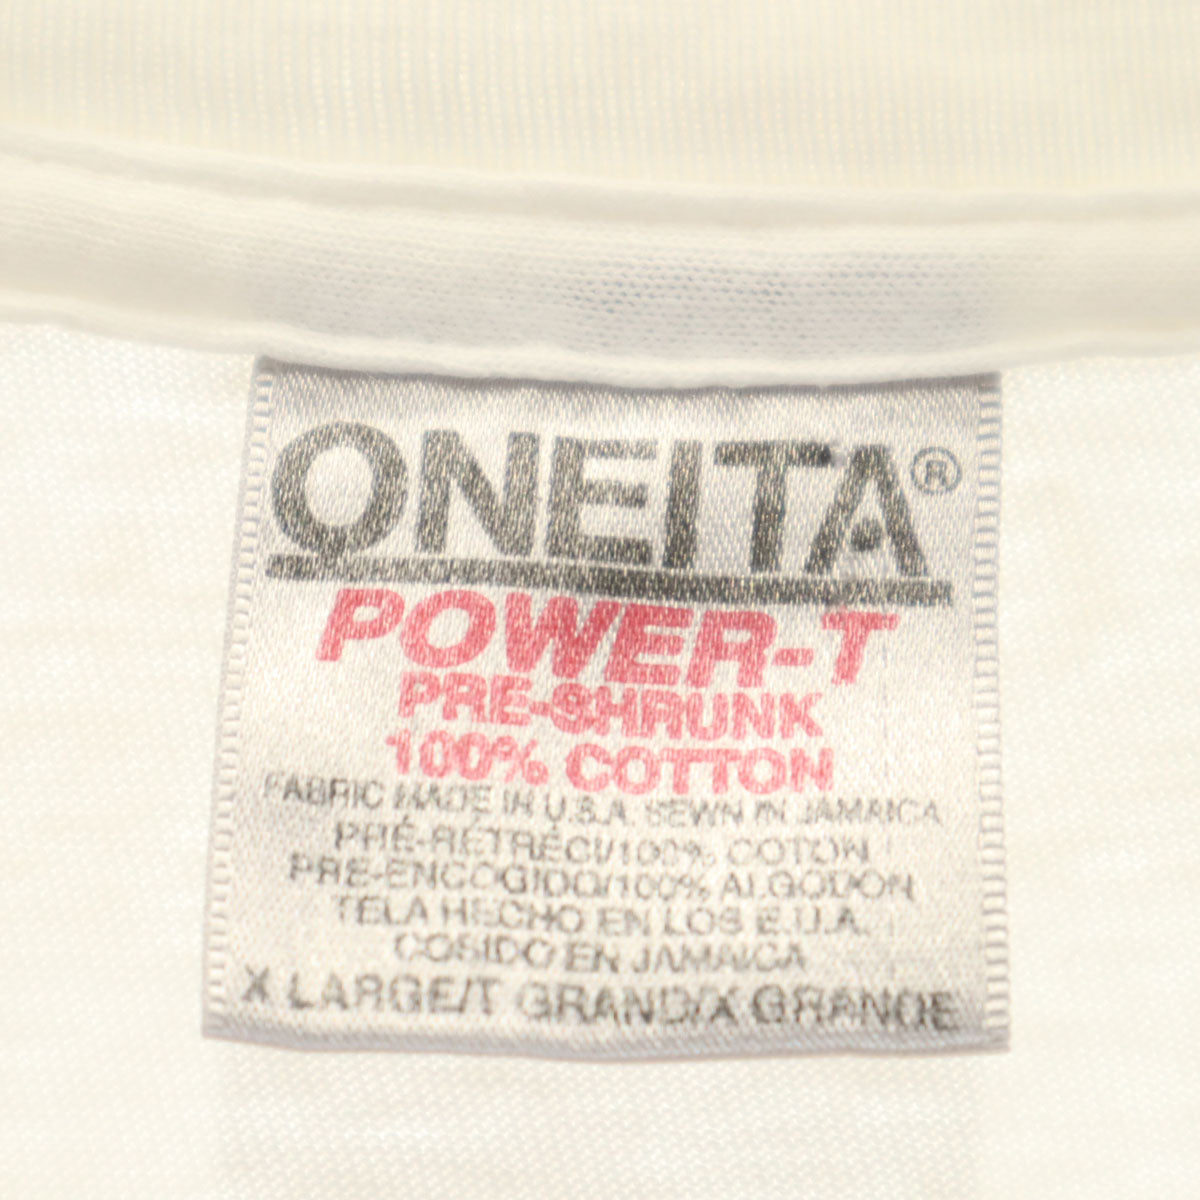 ONEITA®
POWER-T
PRE-SHRUNK
100% COTTON
FABRIC MADE IN U.S.A. SEWN IN JAMAICA
PRÉ-RÉTRÉCI/100% COTON
PRE-ENCOGIDO/100% ALGODON
TELA HECHO EN LOS E.U.A.
COSIDO EN JAMAICA
X LARGE/T GRAND/X GRANDE